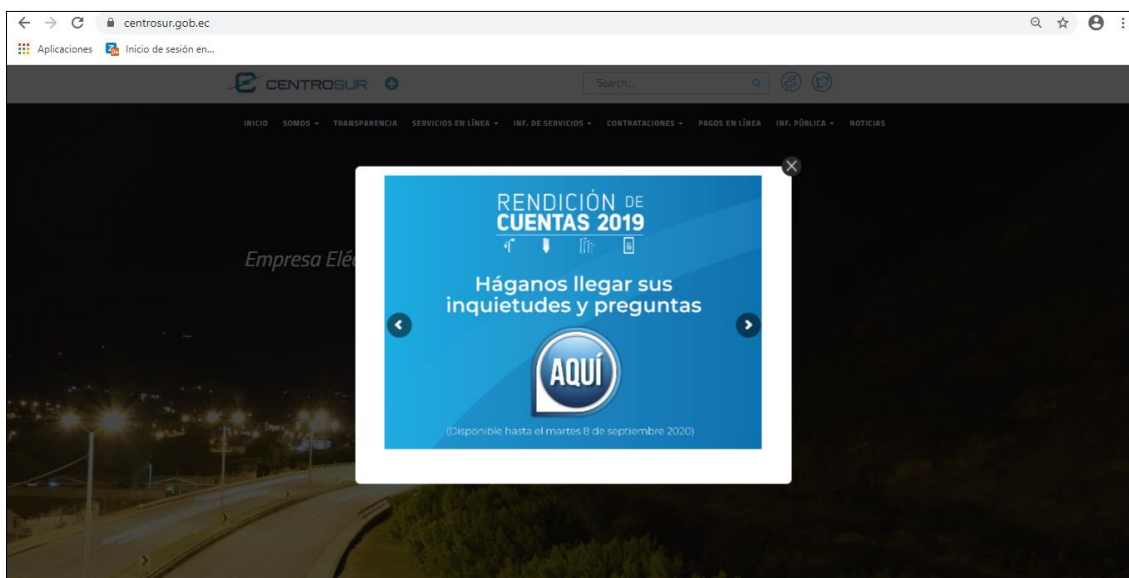 centrosur.gob.ec
Aplicaciones Inicio de sesión en...
CENTROSUR Search...
INICIO SOMOS TRANSPARENCIA SERVICIOS EN LÍNEA INF. DE SERVICIOS CONTRATACIONES PAGOS EN LÍNEA INF. PÚBLICA NOTICIAS
Empresa Eléc
RENDICIÓN DE
CUENTAS 2019
Háganos llegar sus
inquietudes y preguntas
AQUÍ
(Disponible hasta el martes 8 de septiembre 2020)